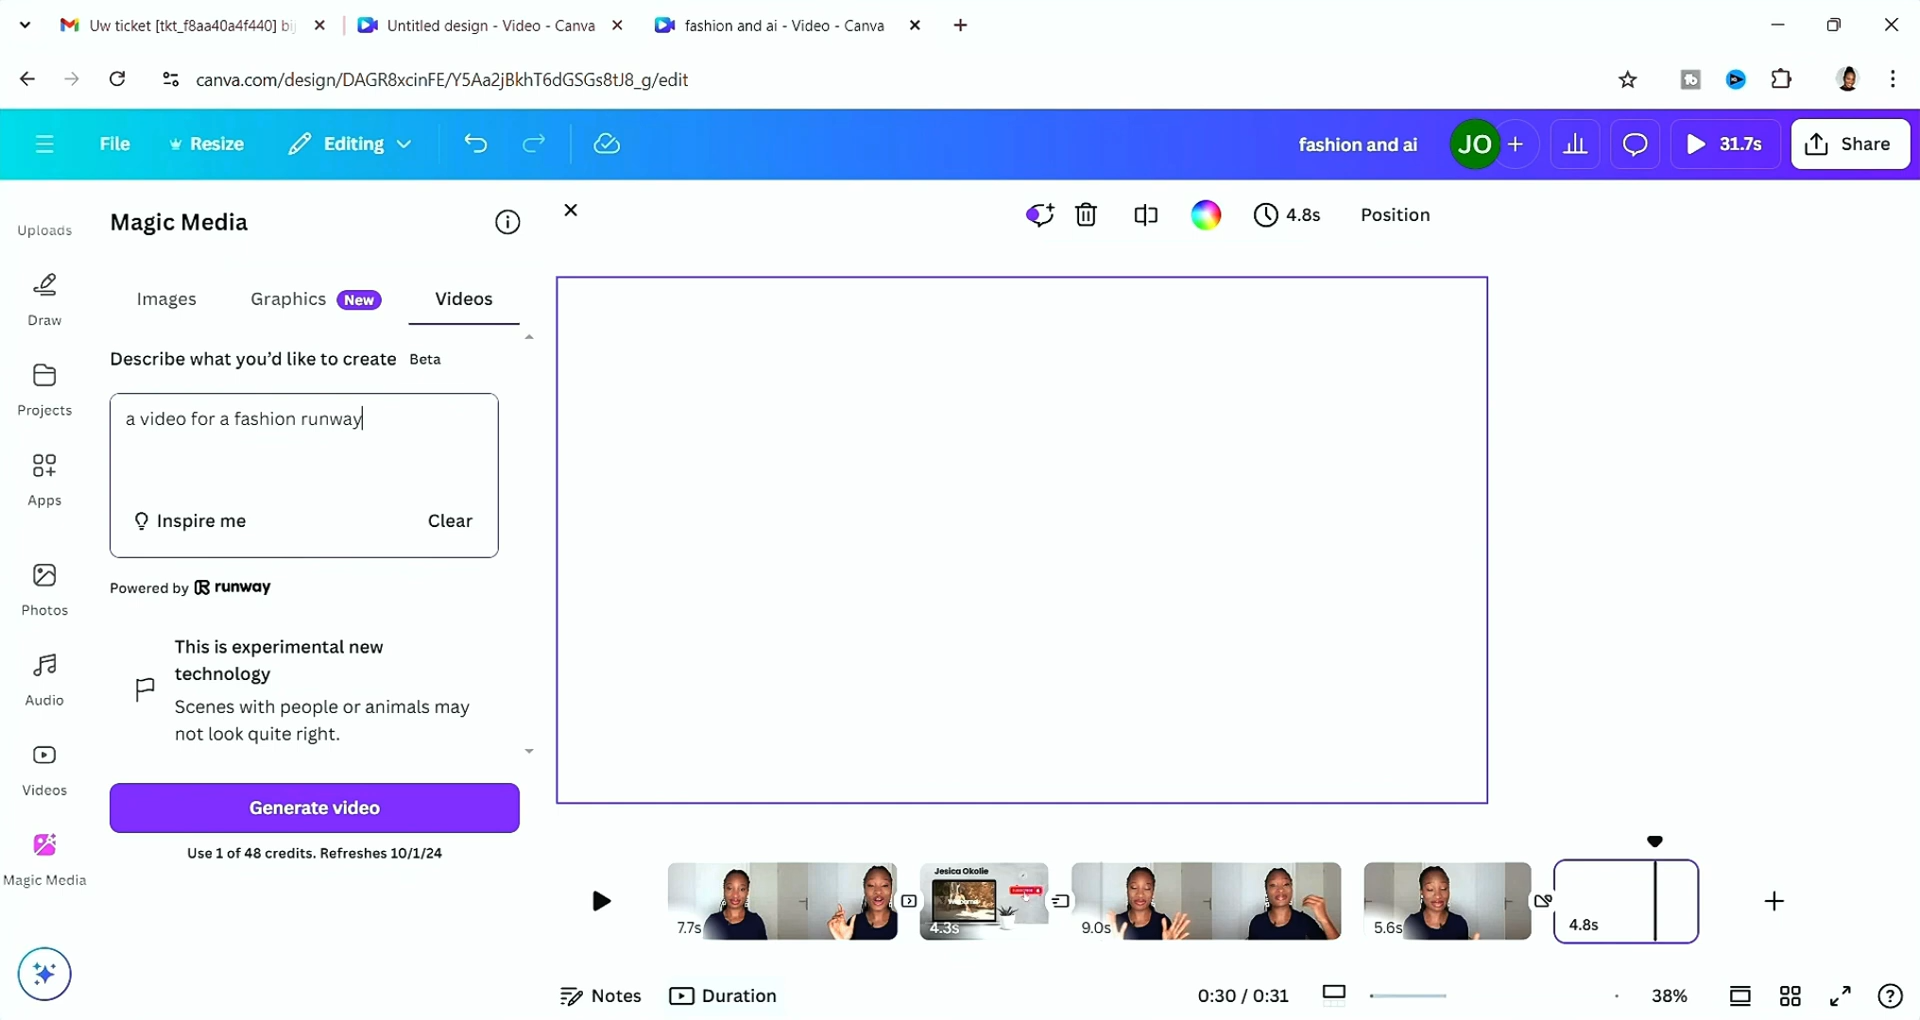 Uw ticket [tkt_f8aa40a4f440] bij
Untitled design - Video - Canva
fashion and ai - Video - Canva
canva.com/design/DAGR8xcinFE/Y5Aa2jBkhT6dGSGs8tJ8_g/edit
File
Resize
Editing
fashion and ai
JO
31.7s
Share
Uploads
Draw
Projects
Apps
Photos
Audio
Videos
Magic Media
Magic Media
Images
Graphics New
Videos
Describe what you'd like to create Beta
a video for a fashion runway
Inspire me
Clear
Powered by runway
This is experimental new
technology
Scenes with people or animals may
not look quite right.
Generate video
Use 1 of 48 credits. Refreshes 10/1/24
4.8s
Position
7.7s
Jesica Okolie
4.3s
9.0s
5.6s
4.8s
Notes
Duration
0:30 / 0:31
38%